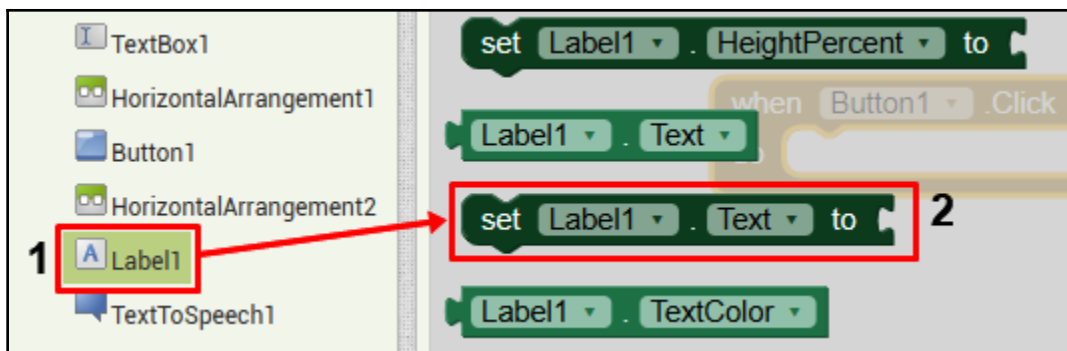 TextBox1
HorizontalArrangement1
Button1
HorizontalArrangement2
1
A Label1
TextToSpeech1
set Label1 . HeightPercent to
when Button1 .Click
do
Label1 . Text
set Label1 . Text to
2
Label1 . TextColor